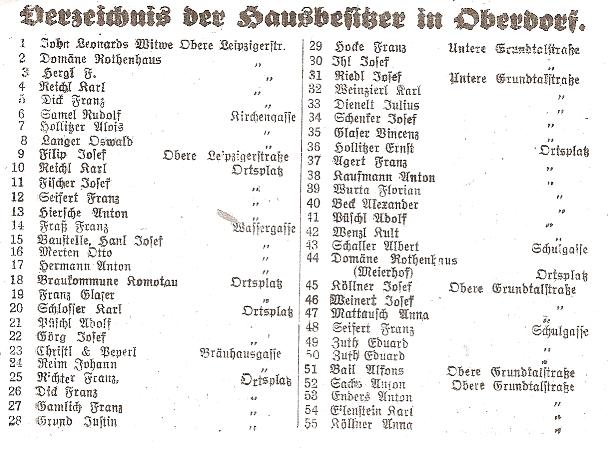 Verzeichnis der Hausbesitzer in Oberdorf.
1 John Leonards Witwe Obere Leipzigerstr.
2 Domäne Rothenhaus „
3 Hergl F. „
4 Reichl Karl „
5 Dick Franz „
6 Samel Rudolf Kirchengasse
7 Hollitzer Alois „
8 Langer Oswald „
9 Filip Josef Obere Leipzigerstraße
10 Reichl Karl Ortsplatz
11 Fischer Josef „
12 Seifert Franz „
13 Hiersche Anton „
14 Fraß Franz Wassergasse
15 Baustelle, Hanl Josef „
16 Merten Otto „
17 Hermann Anton „
18 Braukommune Komotau Ortsplatz
19 Franz Glaser „
20 Schlosser Karl Ortsplatz
21 Püschl Adolf „
22 Görg Josef „
23 Christl & Peperl Bräuhausgasse
24 Reim Johann „
25 Richter Franz, Ortsplatz
26 Dick Franz „
27 Gamlich Franz „
28 Grund Justin „
29 Hocke Franz Untere Grundtalstraße
30 Ihl Josef „
31 Riedl Josef Untere Grundtalstraße
32 Weinzierl Karl „
33 Dienelt Julius „
34 Schenker Josef „
35 Glaser Vincenz „
36 Hollitzer Ernst Ortsplatz
37 Agert Franz „
38 Kaufmann Anton „
39 Wurta Florian „
40 Beck Alexander „
41 Püschl Adolf „
42 Wenzl Kult „
43 Schaller Albert Schulgasse
44 Domäne Rothenhaus „
(Meierhof) Ortsplatz
45 Köllner Josef Obere Grundtalstraße
46 Weinert Josef „
47 Mattausch Anna „
48 Seifert Franz Schulgasse
49 Zuth Eduard „
50 Zuth Eduard „
51 Bail Alfons Obere Grundtalstraße
52 Sachs Anton Obere Grundtalstraße
53 Enders Anton „
54 Eilenstein Karl „
55 Köllner Anna „